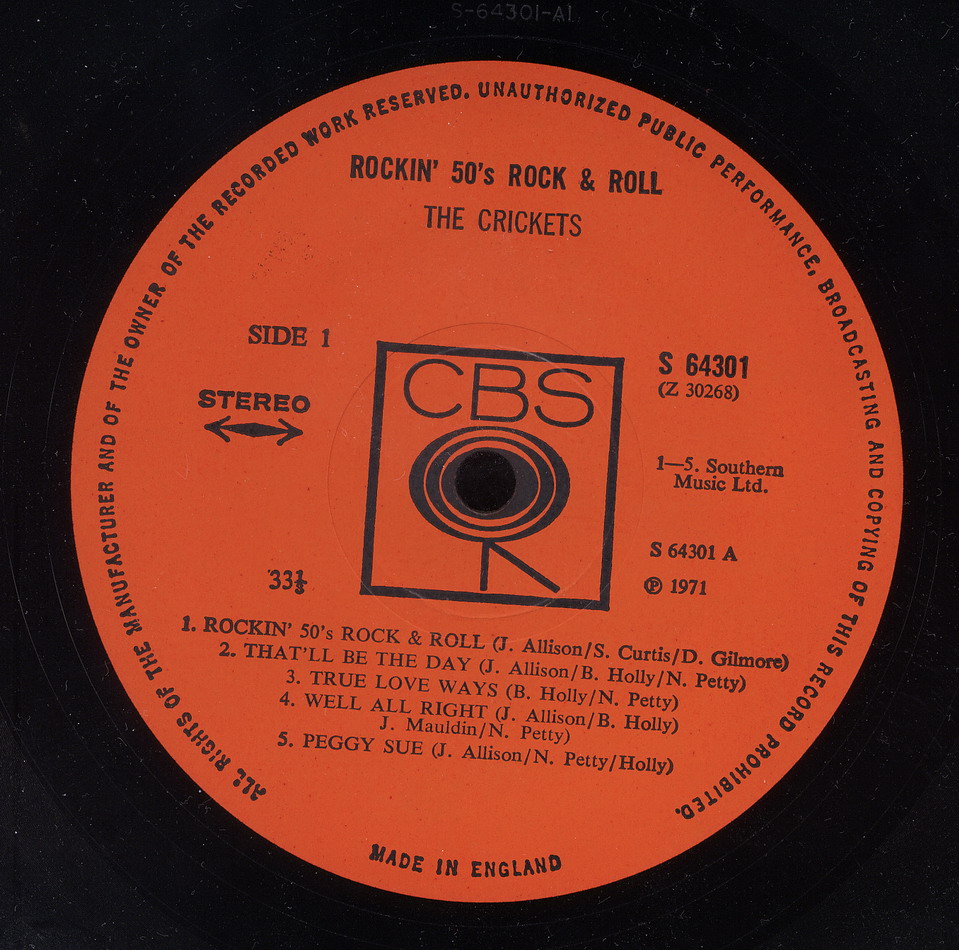 S-64301-A1
ALL RIGHTS OF THE MANUFACTURER AND OF THE OWNER OF THE RECORDED WORK RESERVED. UNAUTHORIZED PUBLIC PERFORMANCE, BROADCASTING AND COPYING OF THIS RECORD PROHIBITED.
ROCKIN' 50's ROCK & ROLL
THE CRICKETS
SIDE 1
STEREO
CBS
S 64301
(Z 30268)
1—5. Southern
Music Ltd.
S 64301 A
℗ 1971
33⅓
1. ROCKIN' 50's ROCK & ROLL (J. Allison/S. Curtis/D. Gilmore)
2. THAT'LL BE THE DAY (J. Allison/B. Holly/N. Petty)
3. TRUE LOVE WAYS (B. Holly/N. Petty)
4. WELL ALL RIGHT (J. Allison/B. Holly)
J. Mauldin/N. Petty)
5. PEGGY SUE (J. Allison/N. Petty/Holly)
MADE IN ENGLAND